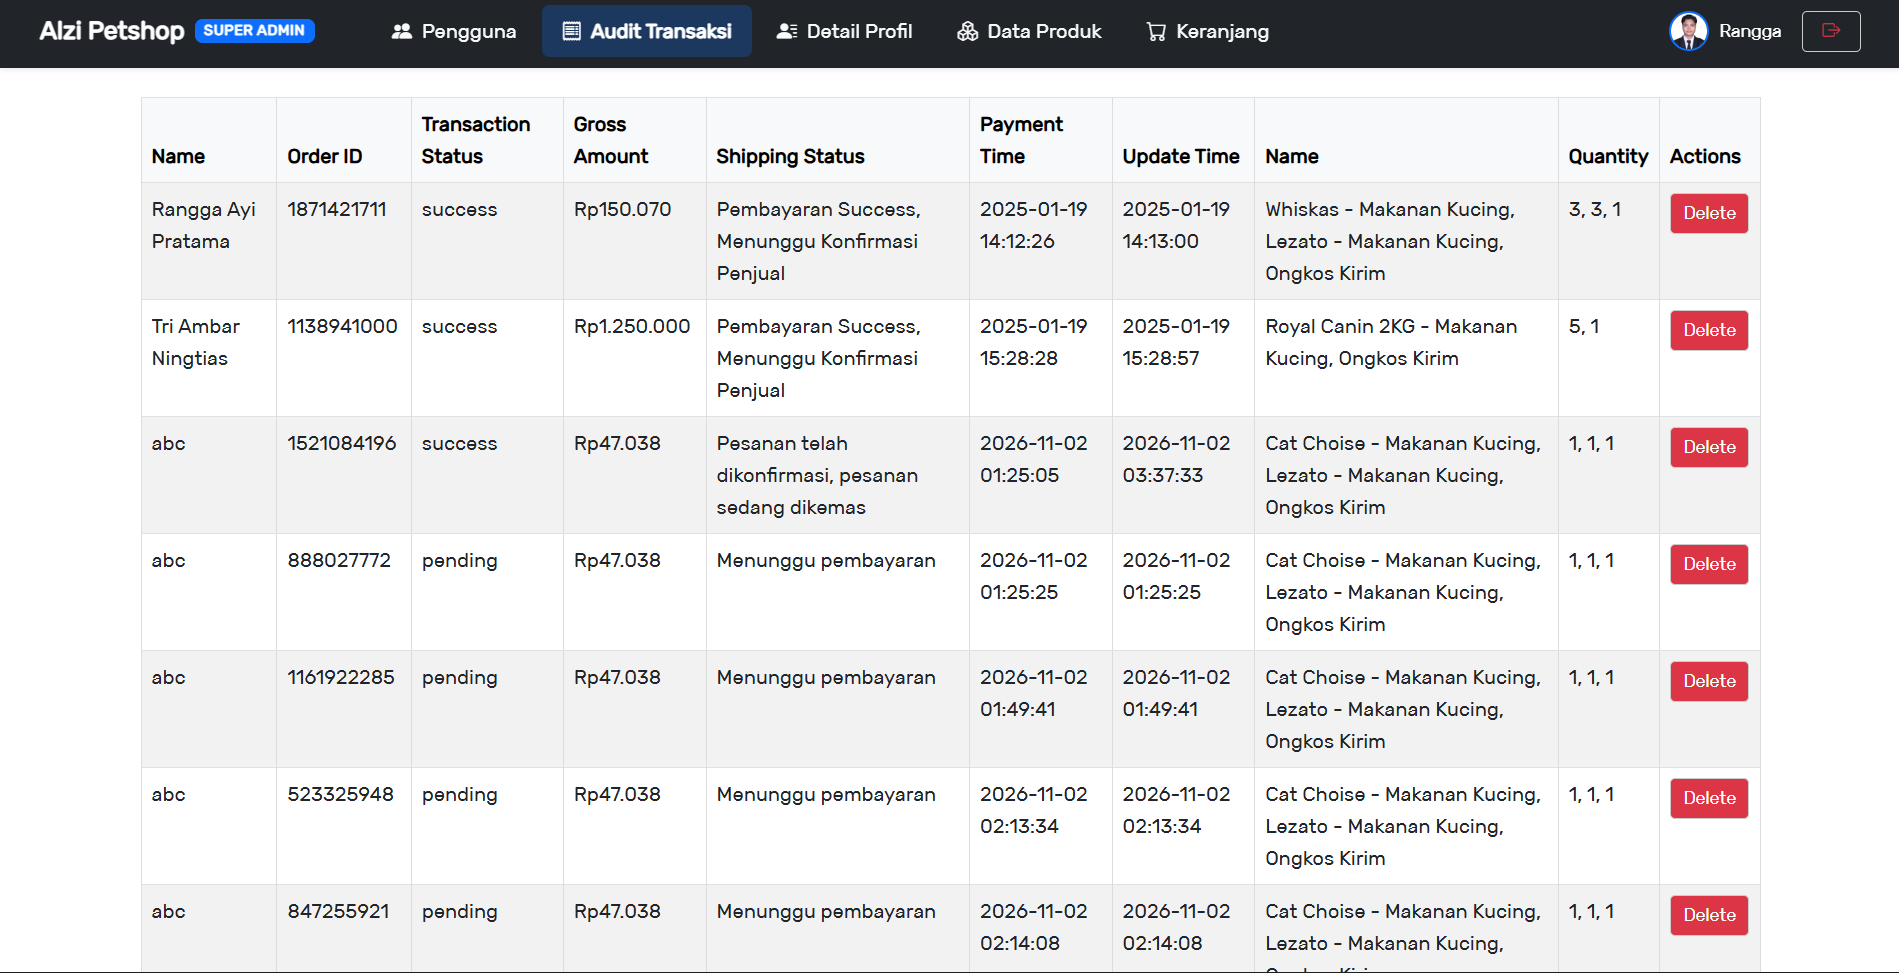 Alzi Petshop SUPER ADMIN Pengguna Audit Transaksi Detail Profil Data Produk Keranjang Rangga
Name Order ID Transaction Status Gross Amount Shipping Status Payment Time Update Time Name Quantity Actions
Rangga Ayi 1871421711 success Rp150.070 Pembayaran Success, 2025-01-19 2025-01-19 Whiskas - Makanan Kucing, 3, 3, 1 Delete
Pratama Menunggu Konfirmasi 14:12:26 14:13:00 Lezato - Makanan Kucing,
Penjual Ongkos Kirim
Tri Ambar 1138941000 success Rp1.250.000 Pembayaran Success, 2025-01-19 2025-01-19 Royal Canin 2KG - Makanan 5, 1 Delete
Ningtias Menunggu Konfirmasi 15:28:28 15:28:57 Kucing, Ongkos Kirim
Penjual
abc 1521084196 success Rp47.038 Pesanan telah 2026-11-02 2026-11-02 Cat Choise - Makanan Kucing, 1, 1, 1 Delete
dikonfirmasi, pesanan 01:25:05 03:37:33 Lezato - Makanan Kucing,
sedang dikemas Ongkos Kirim
abc 888027772 pending Rp47.038 Menunggu pembayaran 2026-11-02 2026-11-02 Cat Choise - Makanan Kucing, 1, 1, 1 Delete
01:25:25 01:25:25 Lezato - Makanan Kucing,
Ongkos Kirim
abc 1161922285 pending Rp47.038 Menunggu pembayaran 2026-11-02 2026-11-02 Cat Choise - Makanan Kucing, 1, 1, 1 Delete
01:49:41 01:49:41 Lezato - Makanan Kucing,
Ongkos Kirim
abc 523325948 pending Rp47.038 Menunggu pembayaran 2026-11-02 2026-11-02 Cat Choise - Makanan Kucing, 1, 1, 1 Delete
02:13:34 02:13:34 Lezato - Makanan Kucing,
Ongkos Kirim
abc 847255921 pending Rp47.038 Menunggu pembayaran 2026-11-02 2026-11-02 Cat Choise - Makanan Kucing, 1, 1, 1 Delete
02:14:08 02:14:08 Lezato - Makanan Kucing,